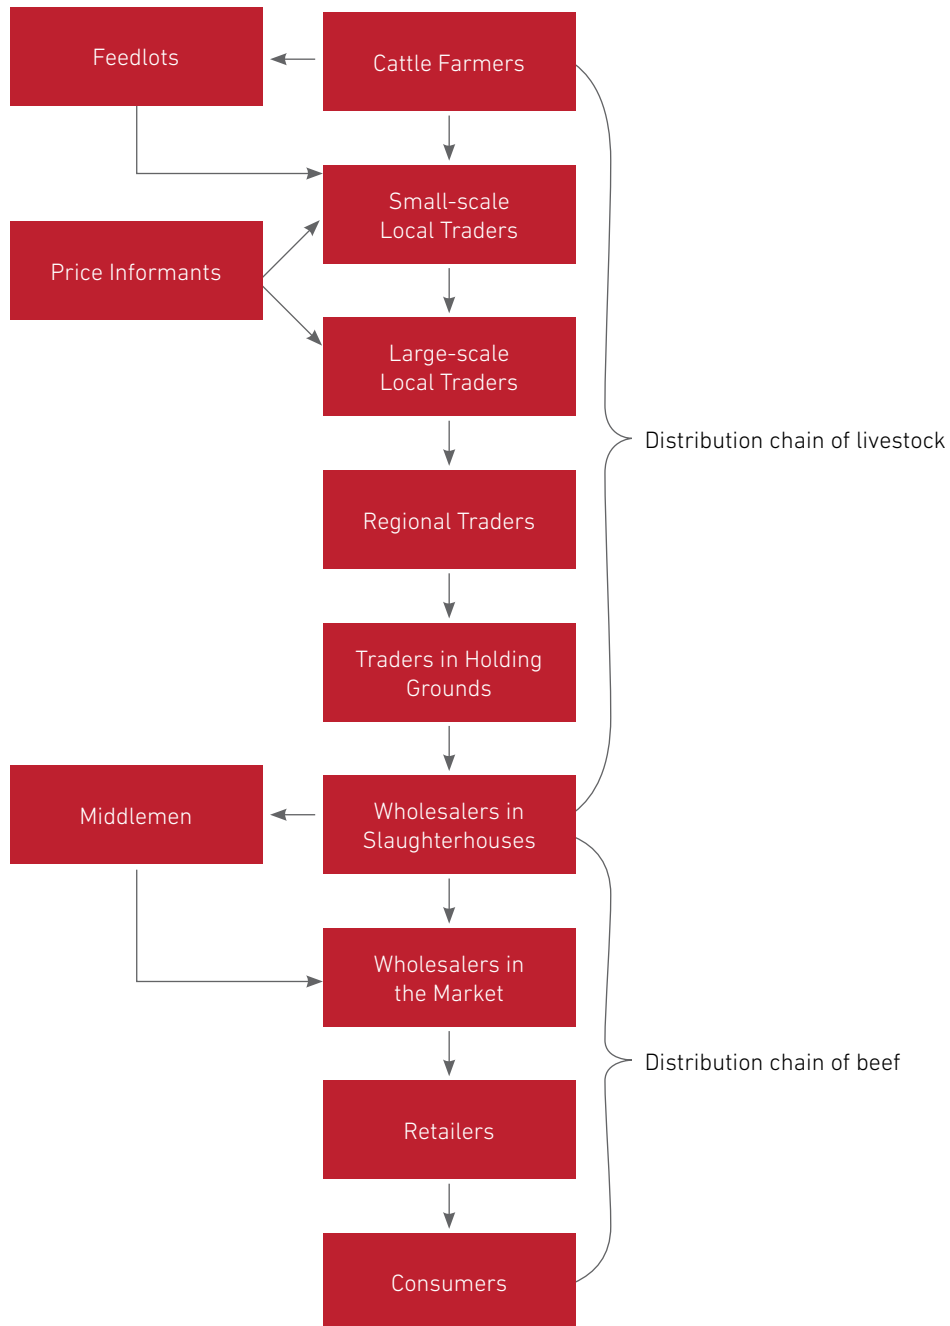 Feedlots
Cattle Farmers
Small-scale
Local Traders
Price Informants
Large-scale
Local Traders
Distribution chain of livestock
Regional Traders
Traders in Holding
Grounds
Middlemen
Wholesalers in
Slaughterhouses
Wholesalers in
the Market
Distribution chain of beef
Retailers
Consumers